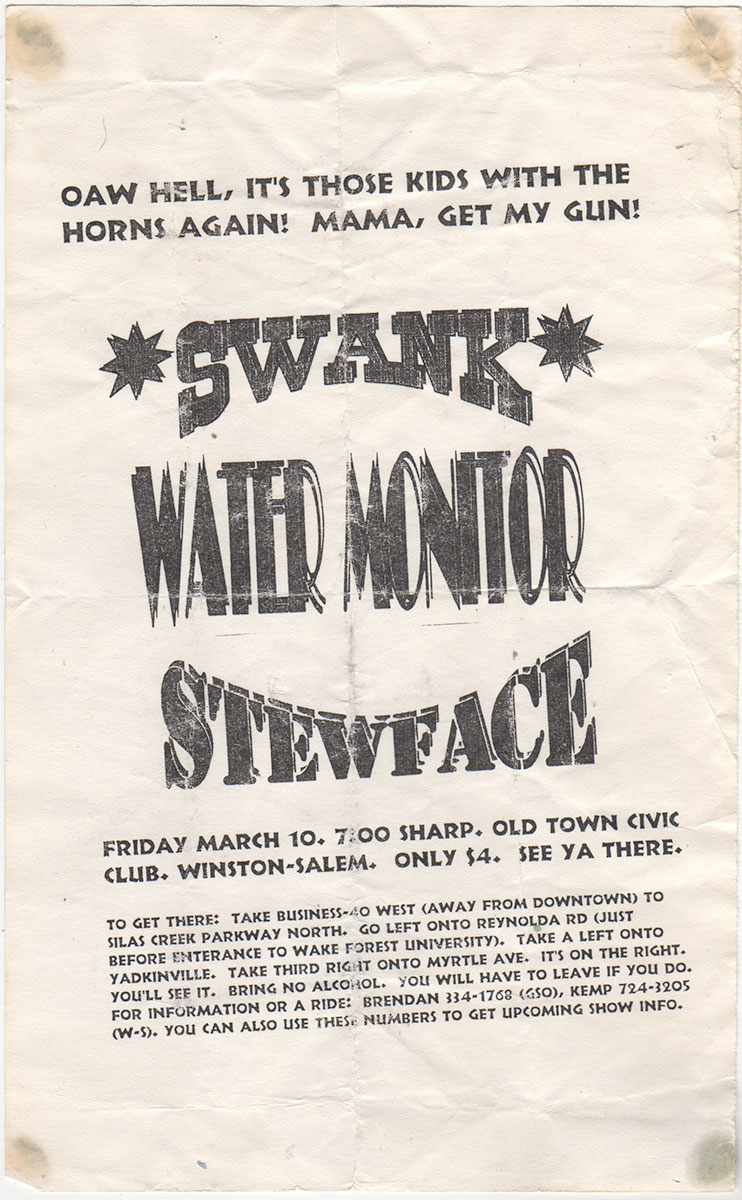 OAW HELL, IT'S THOSE KIDS WITH THE
HORNS AGAIN! MAMA, GET MY GUN!
*SWANK*
WATER MONITOR
STEWFACE
FRIDAY MARCH 10. 7:00 SHARP. OLD TOWN CIVIC
CLUB. WINSTON-SALEM. ONLY $4. SEE YA THERE.
TO GET THERE: TAKE BUSINESS-40 WEST (AWAY FROM DOWNTOWN) TO
SILAS CREEK PARKWAY NORTH. GO LEFT ONTO REYNOLDA RD (JUST
BEFORE ENTERANCE TO WAKE FOREST UNIVERSITY). TAKE A LEFT ONTO
YADKINVILLE. TAKE THIRD RIGHT ONTO MYRTLE AVE. IT'S ON THE RIGHT.
YOU'LL SEE IT. BRING NO ALCOHOL. YOU WILL HAVE TO LEAVE IF YOU DO.
FOR INFORMATION OR A RIDE: BRENDAN 334-1768 (GSO), KEMP 724-3205
(W-S). YOU CAN ALSO USE THESE NUMBERS TO GET UPCOMING SHOW INFO.